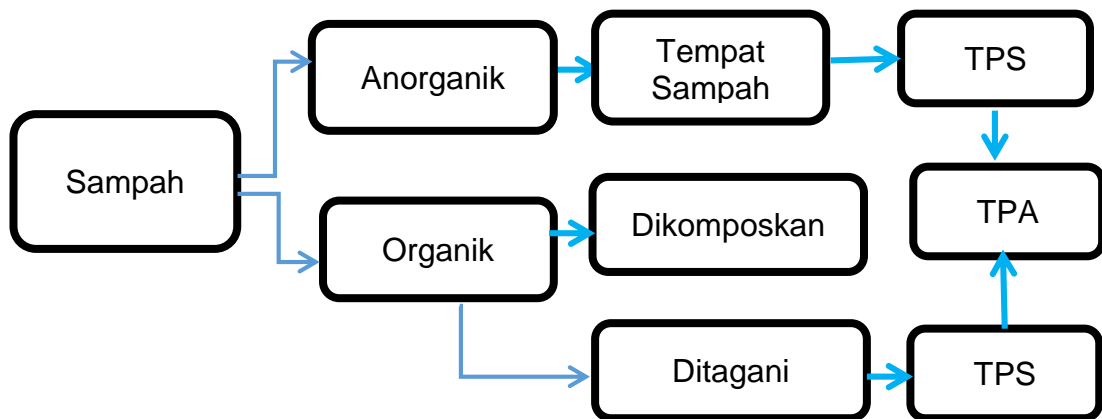 Sampah
Anorganik
Tempat
Sampah
TPS
TPA
Organik
Dikomposkan
Ditagani
TPS